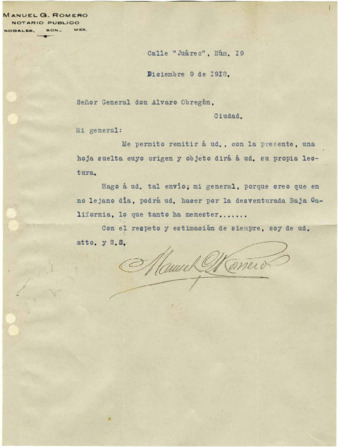 MANUEL G. ROMERO
NOTARIO PUBLICO
NOGALES, SON., MEX.
Calle "Juárez", Núm. 19
Diciembre 9 de 1918.
Señor General don Alvaro Obregón,
Ciudad.
Mi general:
Me permito remitir á ud., con la presente, una
hoja suelta cuyo origen y objeto dirá á ud. su propia lec-
tura.
Hago á ud. tal envío, mi general, porque creo que en
no lejano día, podrá ud. hacer por la desventurada Baja Ca-
lifornia, lo que tanto ha menester.......
Con el respeto y estimación de siempre, soy de ud.
atto. y S.S.
Manuel G. Romero